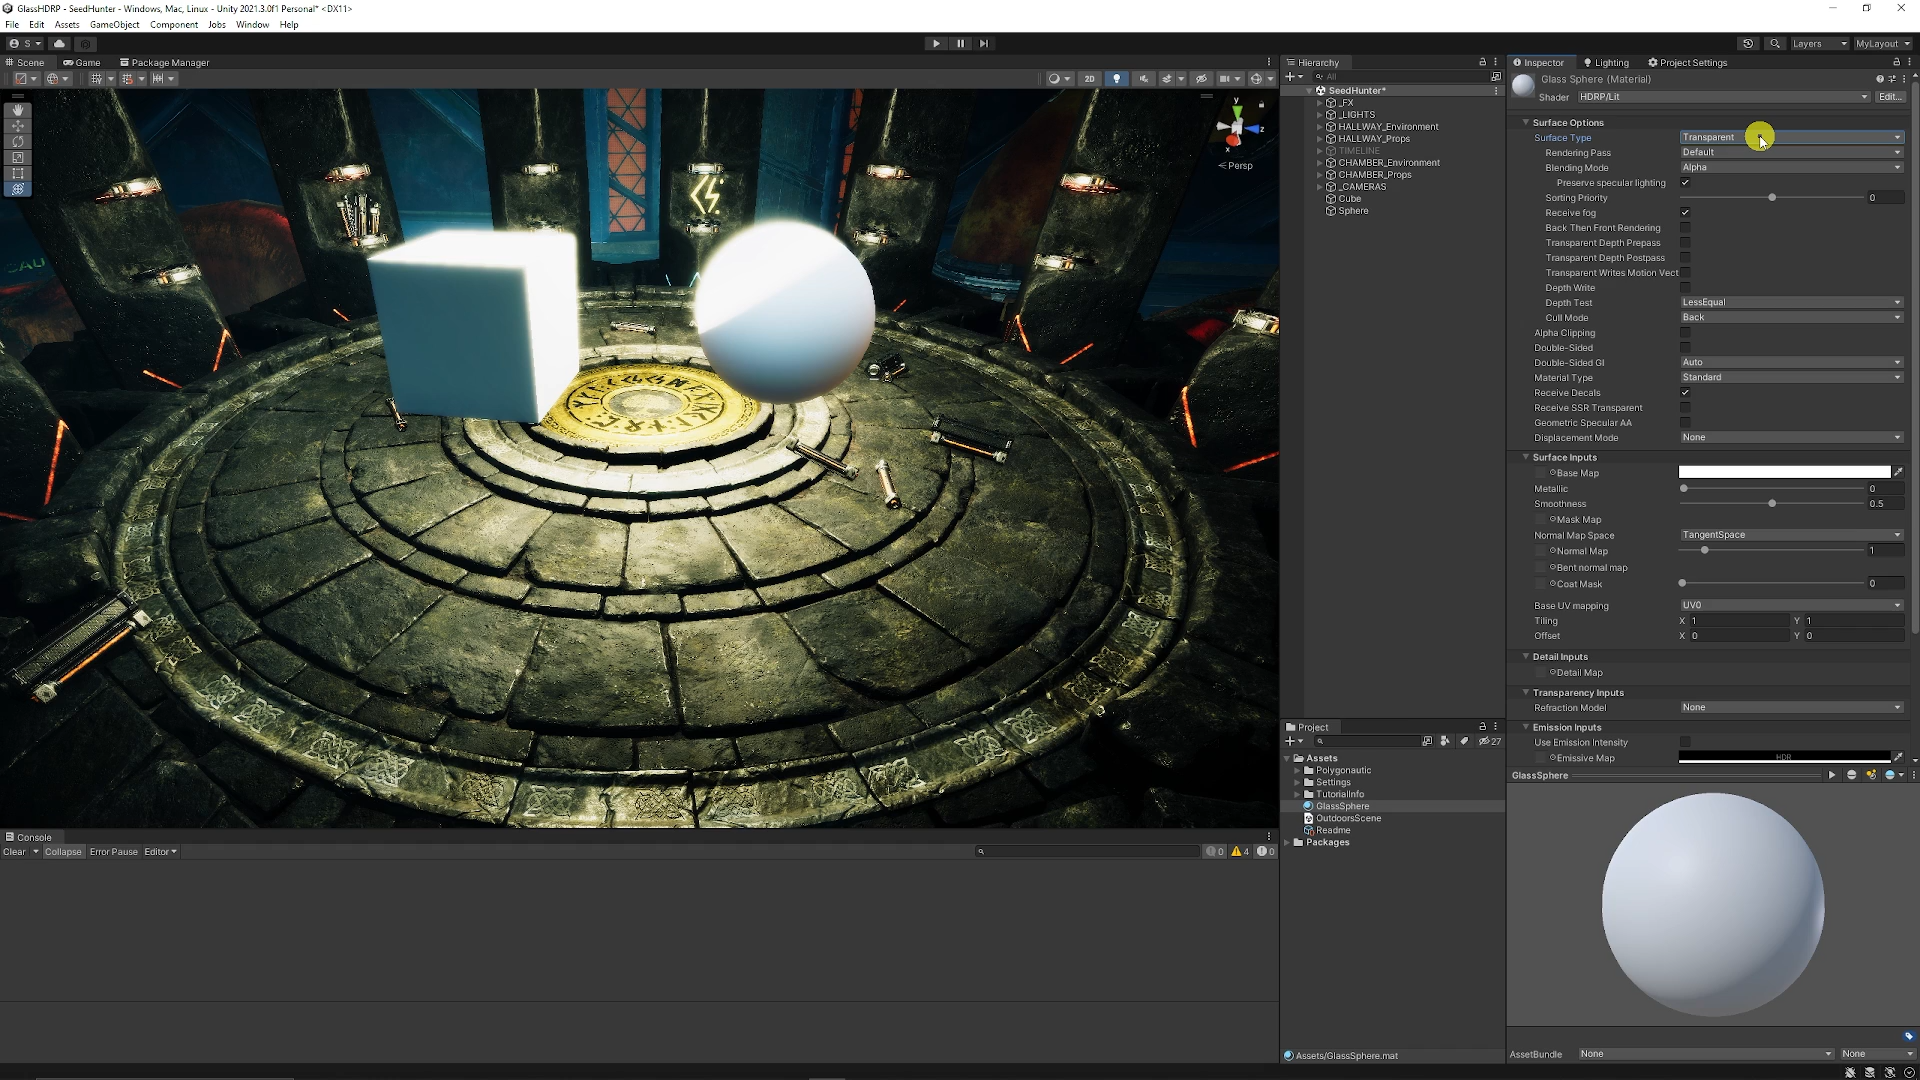 GlassHDRP - SeedHunter - Windows, Mac, Linux - Unity 2021.3.0f1 Personal* <DX11>
File Edit Assets GameObject Component Jobs Window Help
S Layers MyLayout
Scene Game Package Manager
2D
Persp
y
z
x
Console
Clear Collapse Error Pause Editor
0 4 0
Hierarchy
All
SeedHunter*
_FX
_LIGHTS
HALLWAY_Environment
HALLWAY_Props
TIMELINE
CHAMBER_Environment
CHAMBER_Props
_CAMERAS
Cube
Sphere
Project
27
Assets
Polygonautic
Settings
TutorialInfo
GlassSphere
OutdoorsScene
Readme
Packages
Assets/GlassSphere.mat
Inspector Lighting Project Settings
Glass Sphere (Material)
Shader HDRP/Lit Edit...
Surface Options
Surface Type Transparent
Rendering Pass Default
Blending Mode Alpha
Preserve specular lighting
Sorting Priority 0
Receive fog
Back Then Front Rendering
Transparent Depth Prepass
Transparent Depth Postpass
Transparent Writes Motion Vect
Depth Write
Depth Test LessEqual
Cull Mode Back
Alpha Clipping
Double-Sided
Double-Sided GI Auto
Material Type Standard
Receive Decals
Receive SSR Transparent
Geometric Specular AA
Displacement Mode None
Surface Inputs
Base Map
Metallic 0
Smoothness 0.5
Mask Map
Normal Map Space TangentSpace
Normal Map 1
Bent normal map
Coat Mask 0
Base UV mapping UV0
Tiling X 1 Y 1
Offset X 0 Y 0
Detail Inputs
Detail Map
Transparency Inputs
Refraction Model None
Emission Inputs
Use Emission Intensity
Emissive Map HDR
GlassSphere
AssetBundle None None